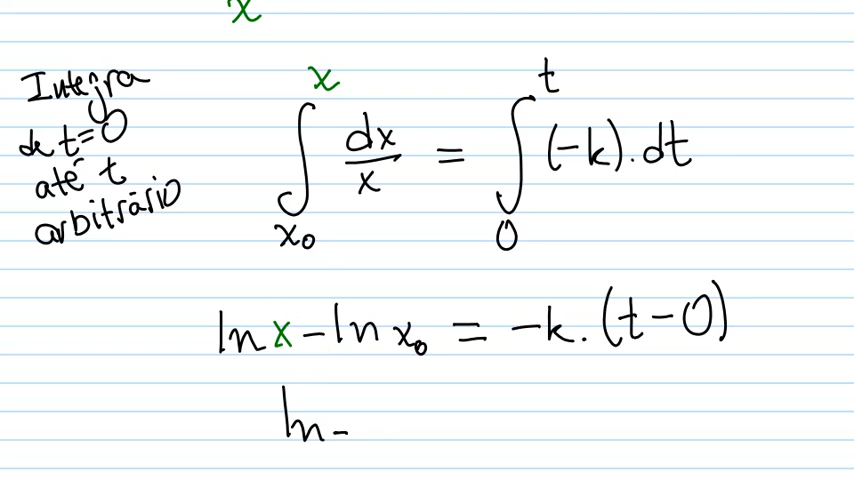 x
Integra
de t=0
até t
arbitrário
∫_{x₀}^{x} dx/x = ∫_{0}^{t} (-k). dt
ln x - ln x₀ = -k. (t - 0)
ln -